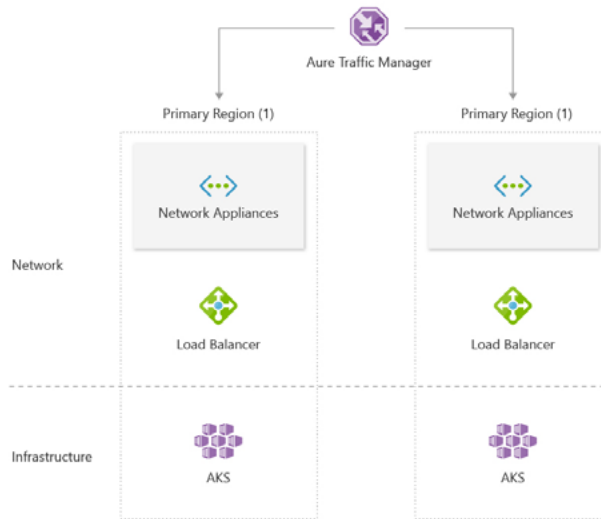 Aure Traffic Manager
Primary Region (1)
Primary Region (1)
Network Appliances
Network Appliances
Network
Load Balancer
Load Balancer
Infrastructure
AKS
AKS